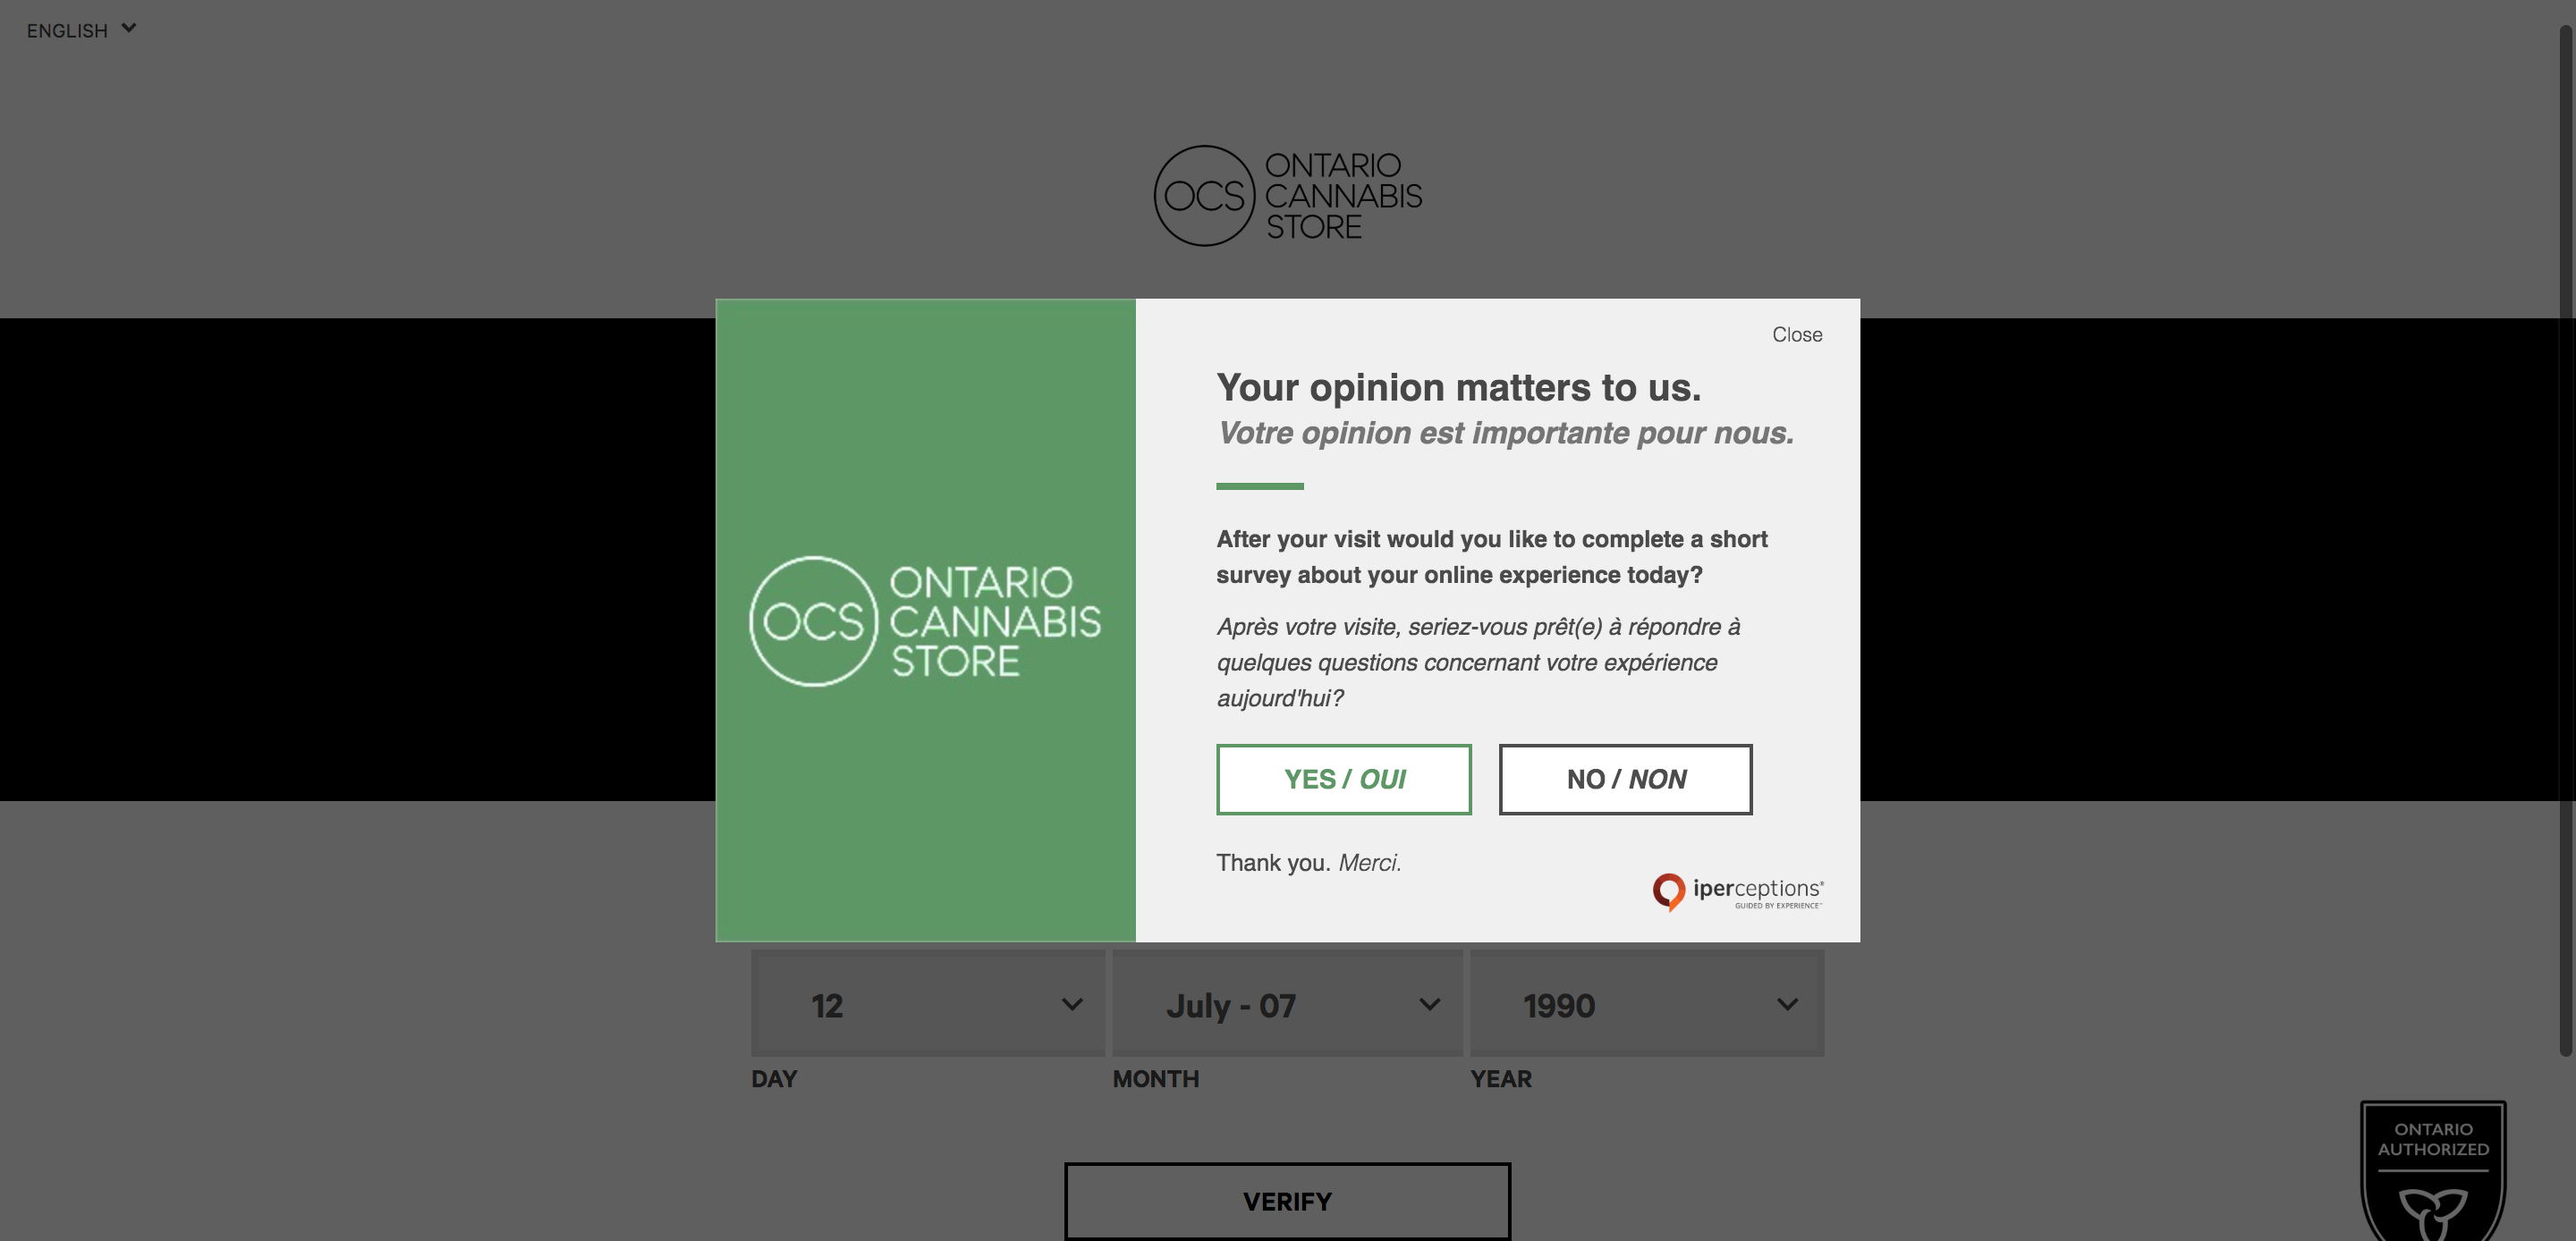 ENGLISH
OCS
ONTARIO
CANNABIS
STORE
Close
Your opinion matters to us.
Votre opinion est importante pour nous.
After your visit would you like to complete a short
survey about your online experience today?
Après votre visite, seriez-vous prêt(e) à répondre à
quelques questions concernant votre expérience
aujourd'hui?
OCS
ONTARIO
CANNABIS
STORE
YES / OUI
NO / NON
Thank you. Merci.
iperceptions®
GUIDED BY EXPERIENCE™
12
July - 07
1990
DAY
MONTH
YEAR
VERIFY
ONTARIO
AUTHORIZED